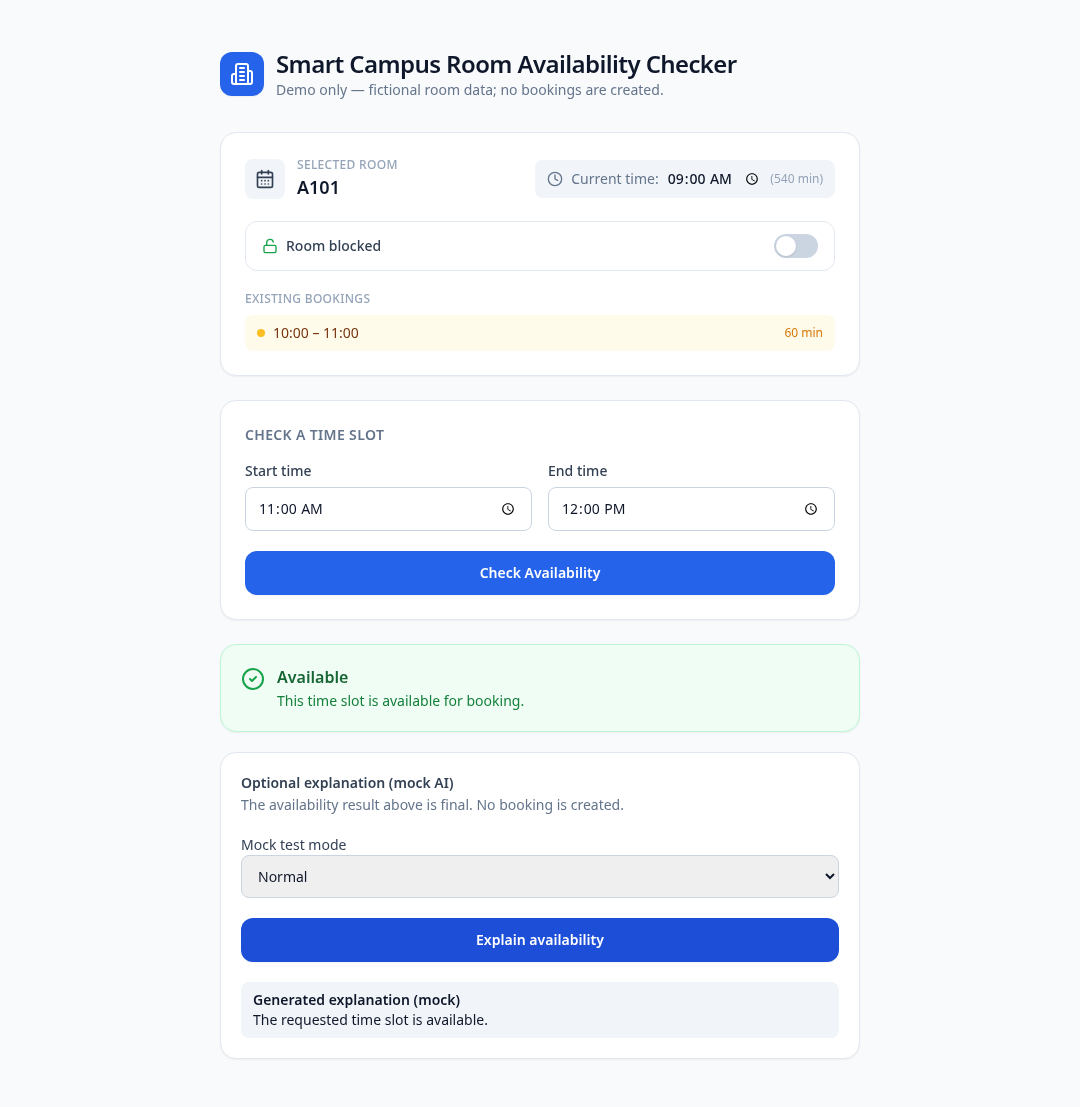 Smart Campus Room Availability Checker
Demo only — fictional room data; no bookings are created.
SELECTED ROOM
A101
Current time: 09:00 AM (540 min)
Room blocked
EXISTING BOOKINGS
10:00 – 11:00 60 min
CHECK A TIME SLOT
Start time End time
11:00 AM 12:00 PM
Check Availability
Available
This time slot is available for booking.
Optional explanation (mock AI)
The availability result above is final. No booking is created.
Mock test mode
Normal
Explain availability
Generated explanation (mock)
The requested time slot is available.